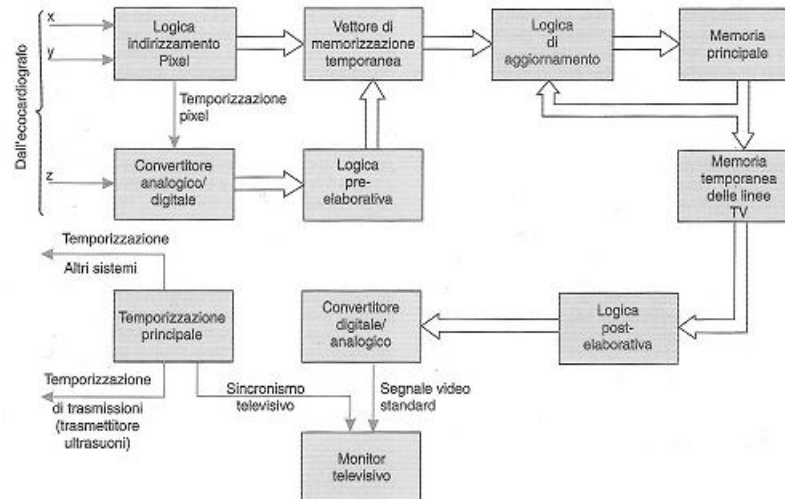 Dall'ecocardiografo
x
y
z
Logica
indirizzamento
Pixel
Vettore di
memorizzazione
temporanea
Logica
di
aggiornamento
Memoria
principale
Temporizzazione
pixel
Convertitore
analogico/
digitale
Logica
pre-
elaborativa
Memoria
temporanea
delle linee
TV
Temporizzazione
Altri sistemi
Temporizzazione
principale
Convertitore
digitale/
analogico
Logica
post-
elaborativa
Temporizzazione
di trasmissioni
(trasmettitore
ultrasuoni)
Sincronismo
televisivo
Segnale video
standard
Monitor
televisivo